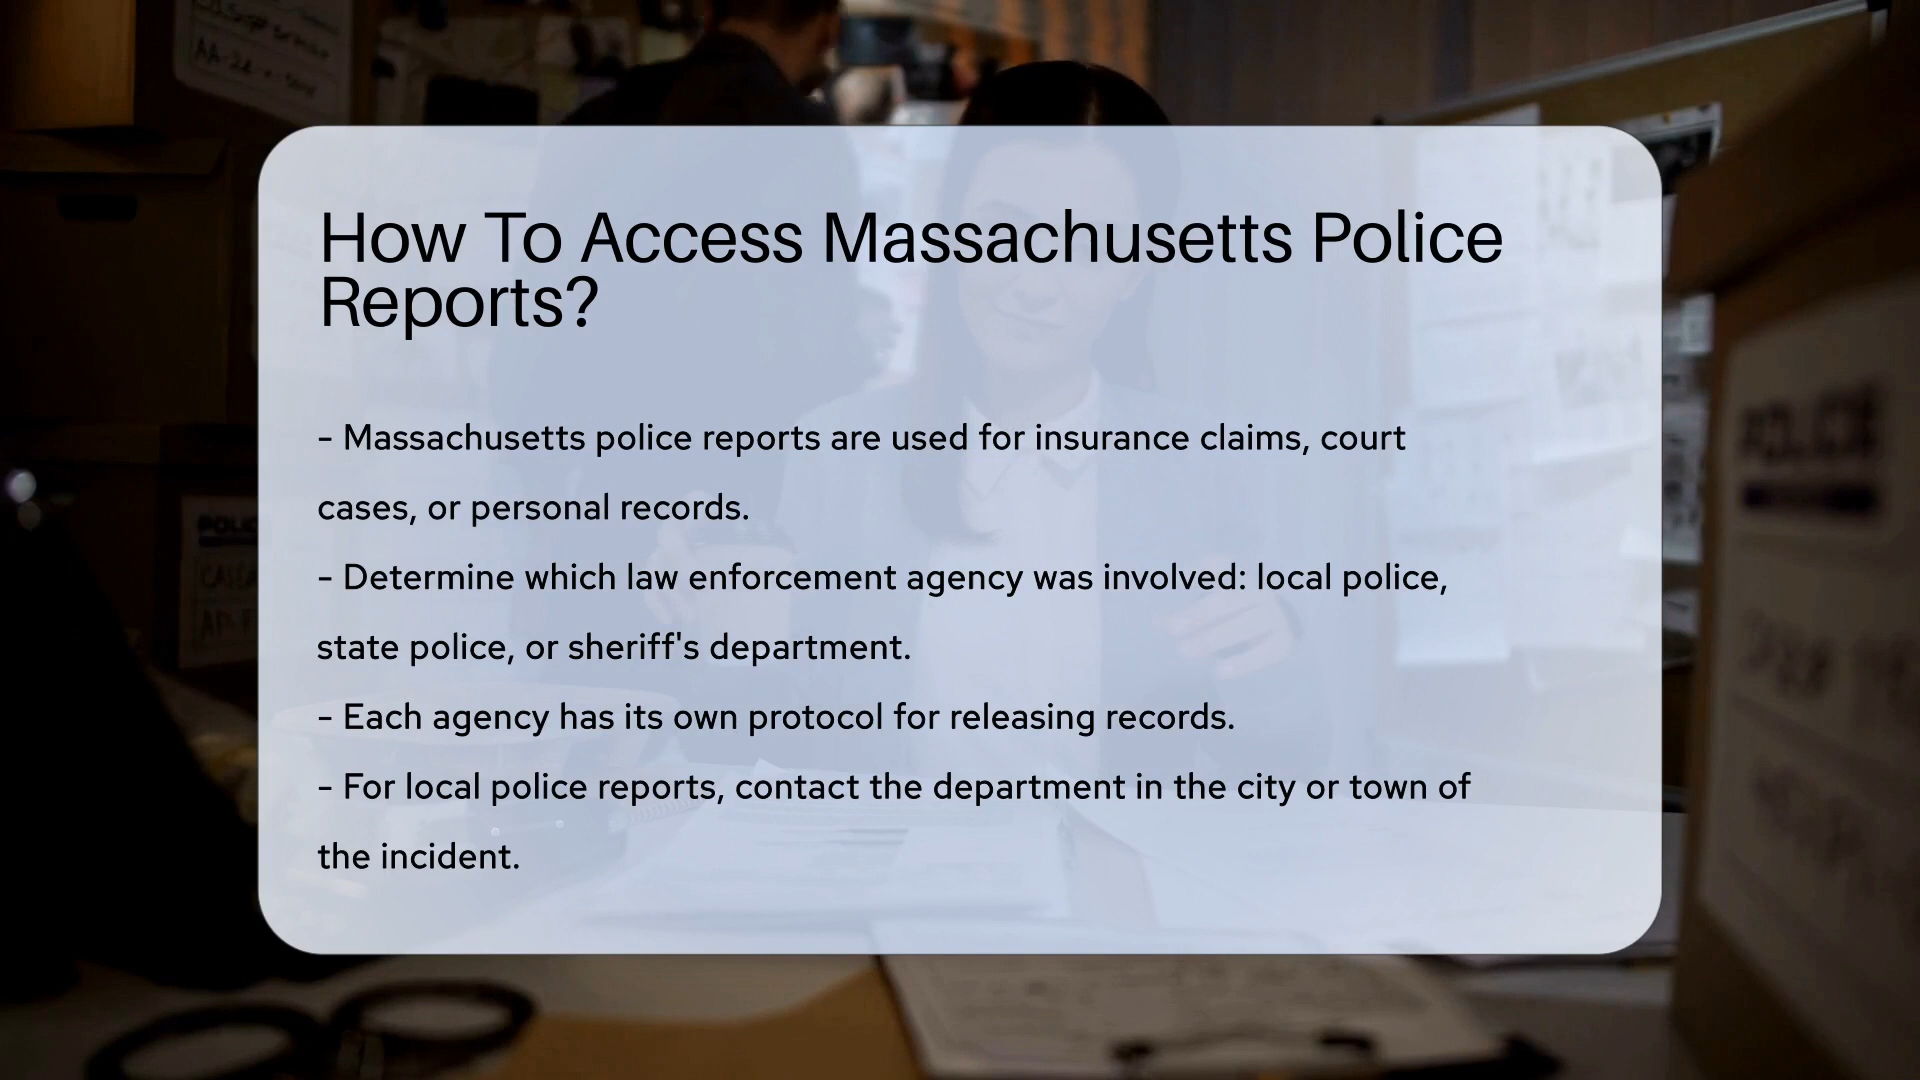 How To Access Massachusetts Police
Reports?
- Massachusetts police reports are used for insurance claims, court
cases, or personal records.
- Determine which law enforcement agency was involved: local police,
state police, or sheriff's department.
- Each agency has its own protocol for releasing records.
- For local police reports, contact the department in the city or town of
the incident.
POLICE